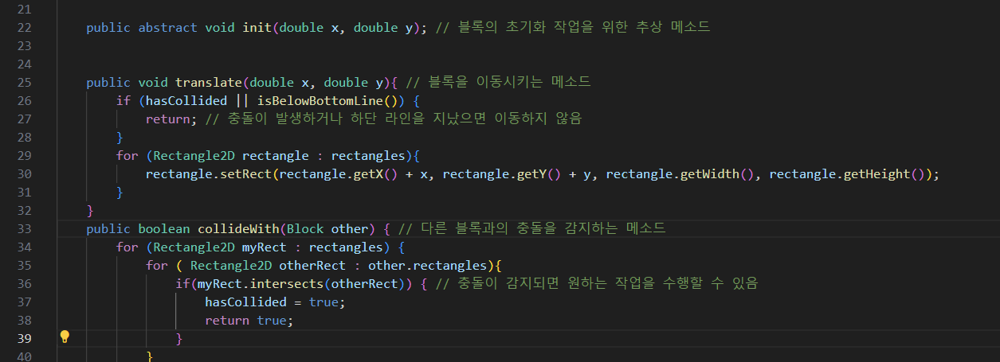 21
22 public abstract void init(double x, double y); // 블록의 초기화 작업을 위한 추상 메소드
23
24
25 public void translate(double x, double y){ // 블록을 이동시키는 메소드
26 if (hasCollided || isBelowBottomLine()) {
27 return; // 충돌이 발생하거나 하단 라인을 지났으면 이동하지 않음
28 }
29 for (Rectangle2D rectangle : rectangles){
30 rectangle.setRect(rectangle.getX() + x, rectangle.getY() + y, rectangle.getWidth(), rectangle.getHeight());
31 }
32 }
33 public boolean collideWith(Block other) { // 다른 블록과의 충돌을 감지하는 메소드
34 for (Rectangle2D myRect : rectangles) {
35 for ( Rectangle2D otherRect : other.rectangles){
36 if(myRect.intersects(otherRect)) { // 충돌이 감지되면 원하는 작업을 수행할 수 있음
37 hasCollided = true;
38 return true;
39 }
40 }